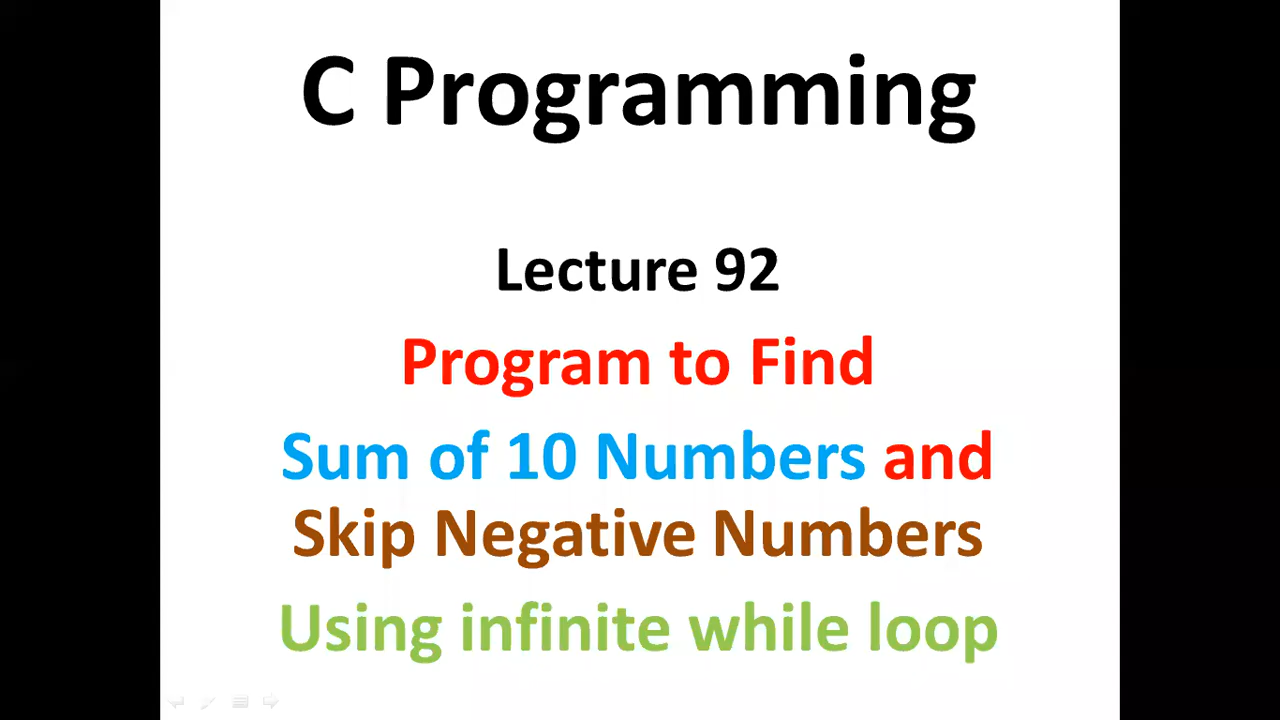 C Programming
Lecture 92
Program to Find
Sum of 10 Numbers and
Skip Negative Numbers
Using infinite while loop